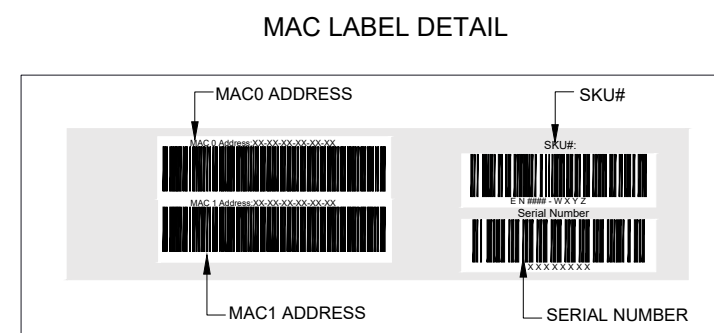 MAC LABEL DETAIL
MAC0 ADDRESS
SKU#
MAC 0 Address:XX-XX-XX-XX-XX-XX
SKU#:
MAC 1 Address:XX-XX-XX-XX-XX-XX
E N #### - W X Y Z
Serial Number
X X X X X X X X
MAC1 ADDRESS
SERIAL NUMBER